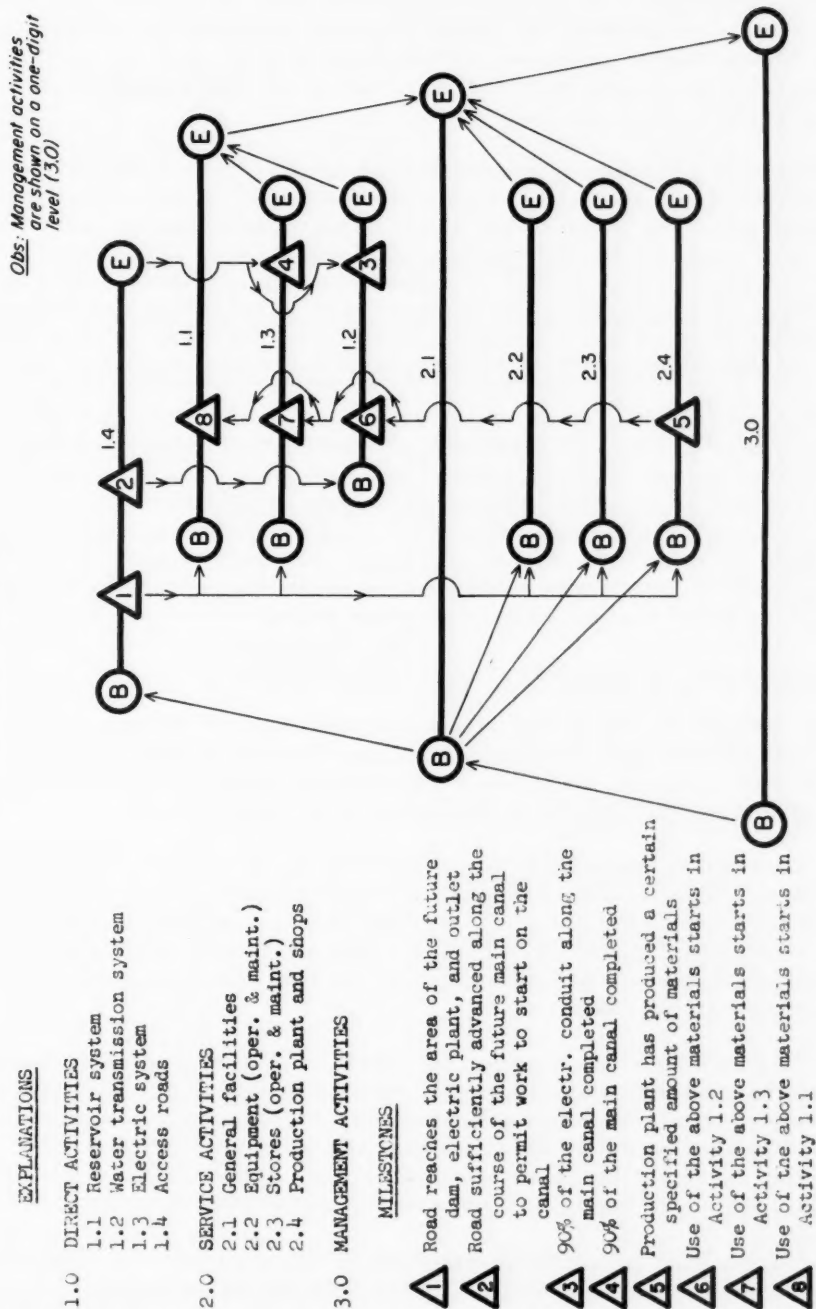 Obs: Management activities
are shown on a one-digit
level (3.0)
EXPLANATIONS
1.0 DIRECT ACTIVITIES
1.1 Reservoir system
1.2 Water transmission system
1.3 Electric system
1.4 Access roads
2.0 SERVICE ACTIVITIES
2.1 General facilities
2.2 Equipment (oper. & maint.)
2.3 Stores (oper. & maint.)
2.4 Production plant and shops
3.0 MANAGEMENT ACTIVITIES
MILESTONES
1 Road reaches the area of the future
dam, electric plant, and outlet
2 Road sufficiently advanced along the
course of the future main canal
to permit work to start on the
canal
3 90% of the electr. conduit along the
main canal completed
4 90% of the main canal completed
5 Production plant has produced a certain
specified amount of materials
6 Use of the above materials starts in
Activity 1.2
7 Use of the above materials starts in
Activity 1.3
8 Use of the above materials starts in
Activity 1.1
B 1 2 1.4 E
B 8 1.1 E
B 7 1.3 4 E
B 6 1.2 3 E
B 2.1 E
B 2.2 E
B 2.3 E
B 5 2.4 E
B 3.0 E